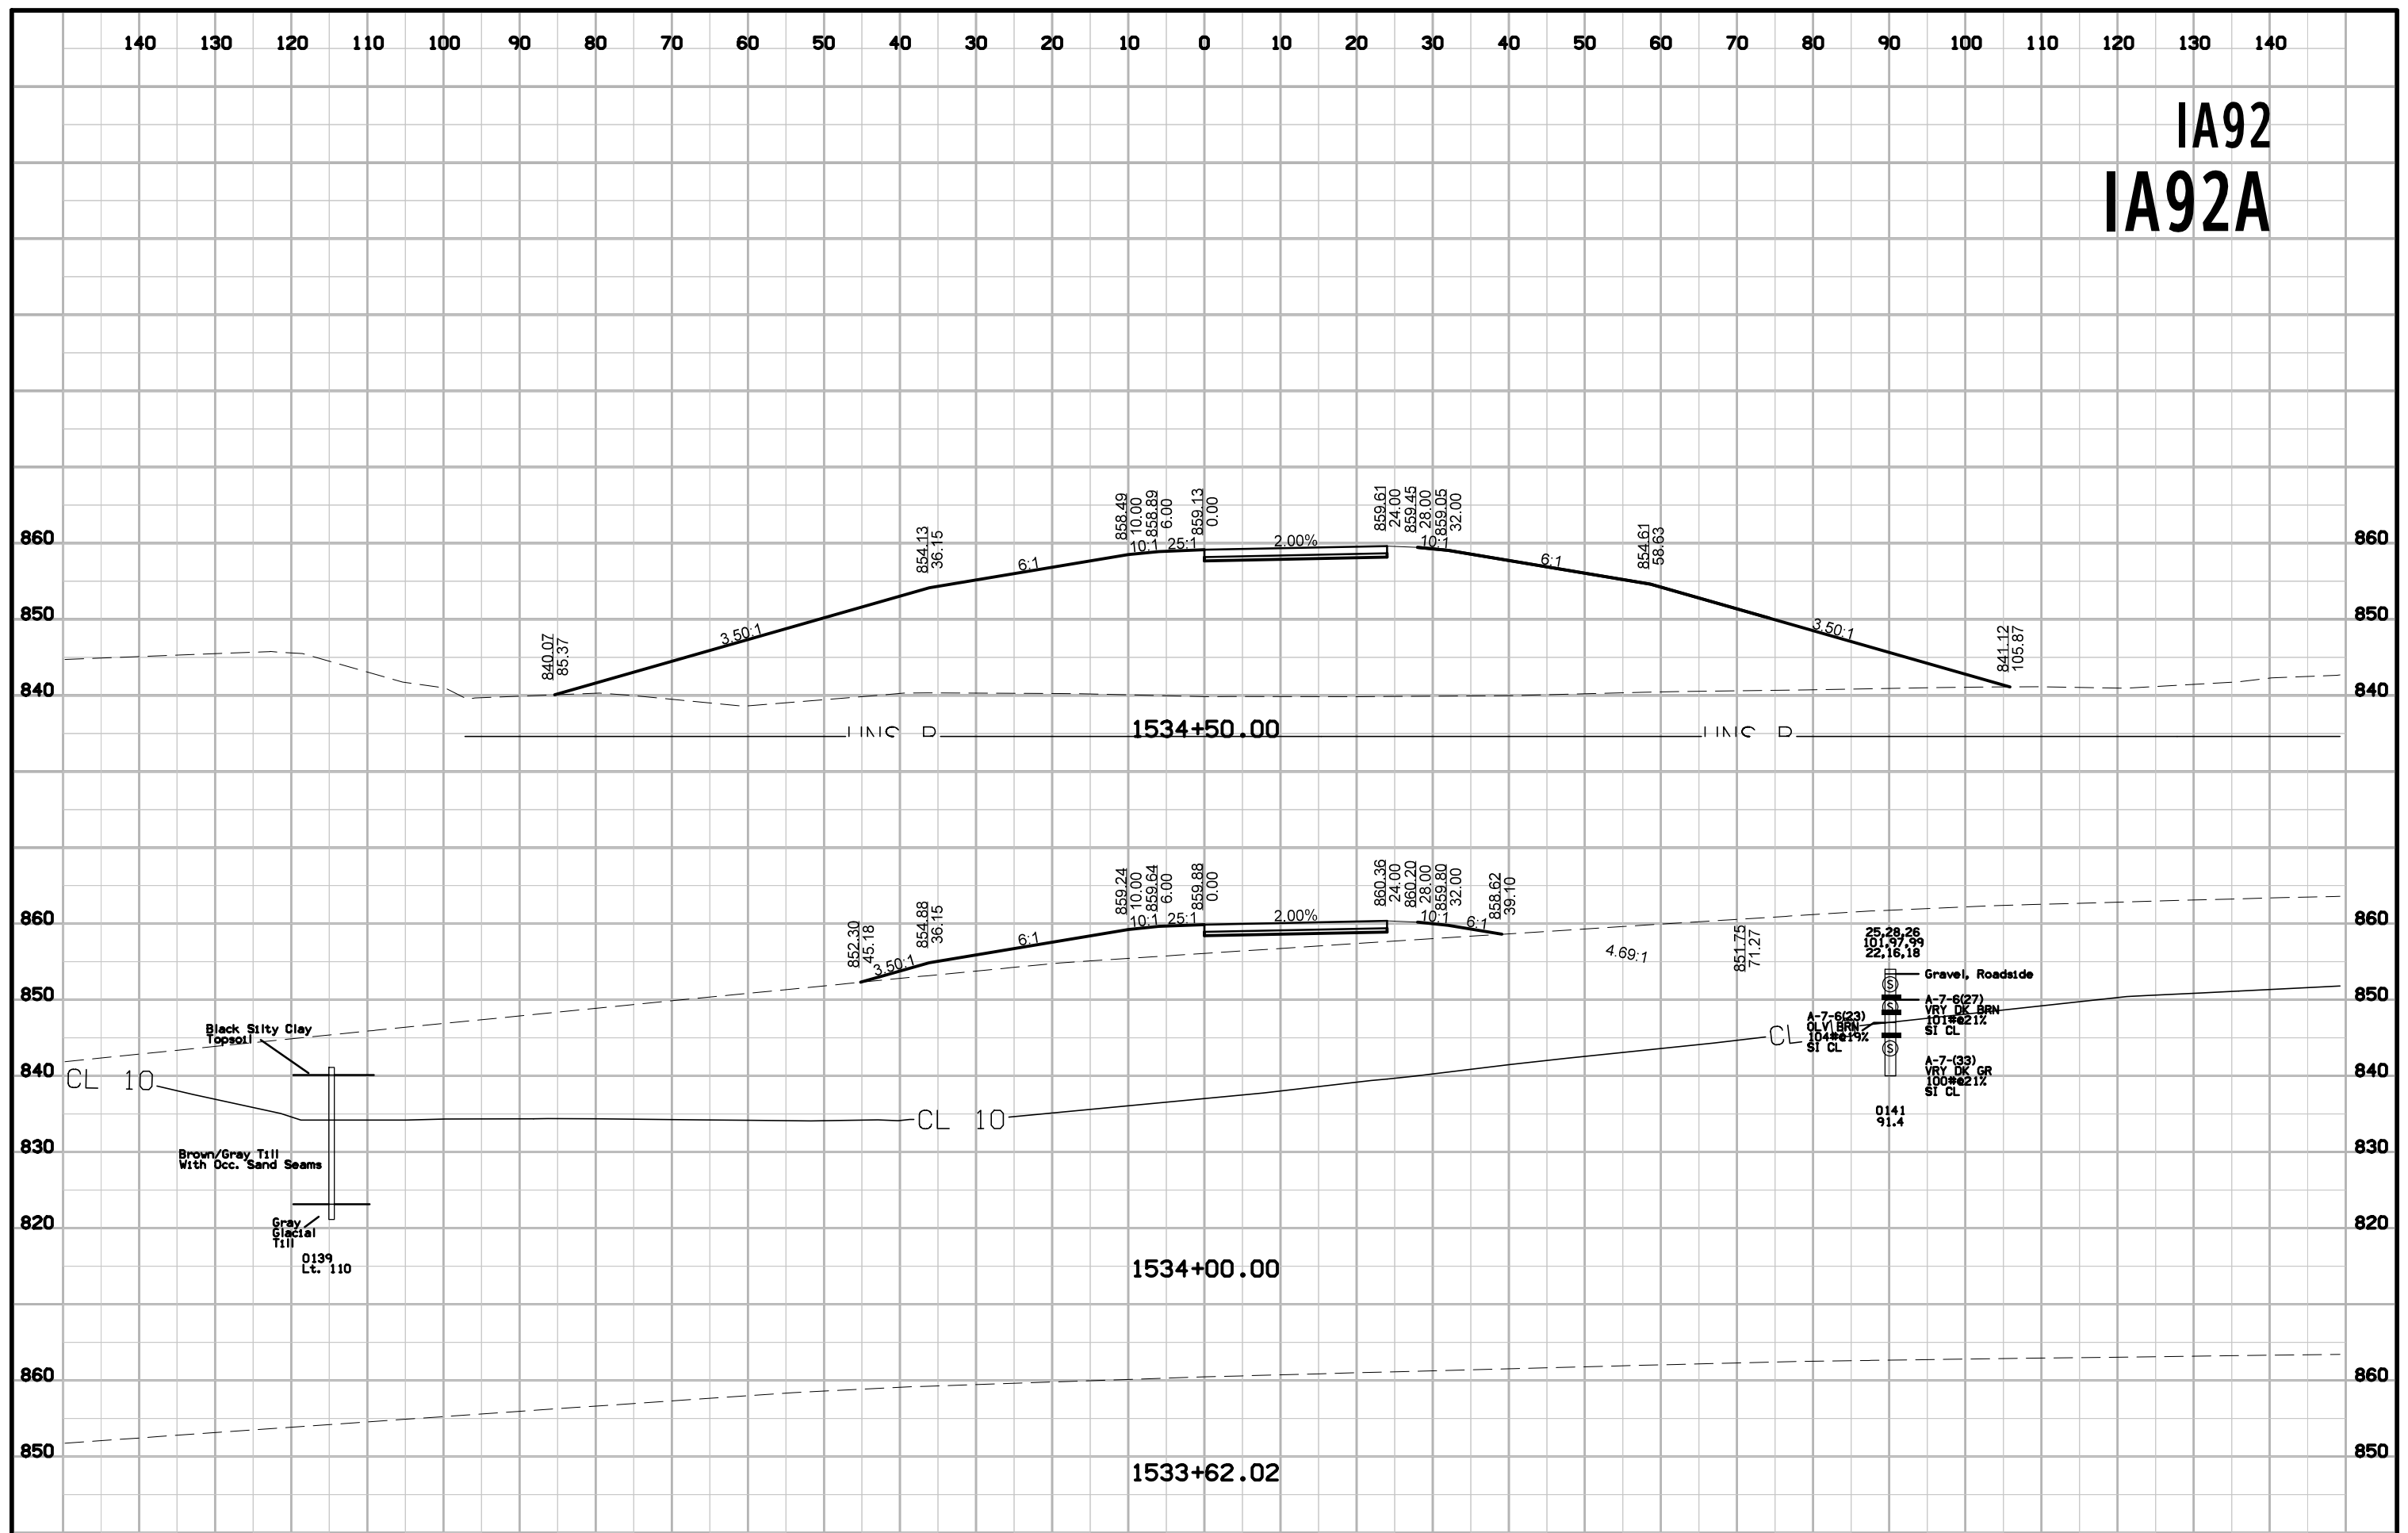 140 130 120 110 100 90 80 70 60 50 40 30 20 10 0 10 20 30 40 50 60 70 80 90 100 110 120 130 140
IA92
IA92A
858.49
10.00
858.89
6.00
859.13
0.00
859.61
24.00
859.45
28.00
859.05
32.00
854.13
36.15
854.61
58.63
860 860
10:1 25:1 2.00% 10:1
6:1 6:1
850 850
3.50:1 3.50:1
840.07
85.37
841.12
105.87
840 840
1534+50.00
859.24
10.00
859.64
6.00
859.88
0.00
860.36
24.00
860.20
28.00
859.80
32.00
858.62
39.10
852.30
45.18
854.88
36.15
851.75
71.27
860 860
10:1 25:1 2.00% 10:1 6:1
6:1
3.50:1
4.69:1
25,28,26
101,97,99
22,16,18
Gravel, Roadside
S
850 850
A-7-6(27)
VRY DK BRN
101#@21%
SI CL
S
A-7-6(23)
OLV BRN
104#@19%
SI CL
CL
S
A-7-(33)
VRY DK GR
100#@21%
SI CL
0141
91.4
Black Silty Clay
Topsoil
840 840
CL 10
CL 10
830 830
Brown/Gray Till
With Occ. Sand Seams
820 820
Gray
Glacial
Till
0139
Lt. 110
1534+00.00
860 860
850 850
1533+62.02